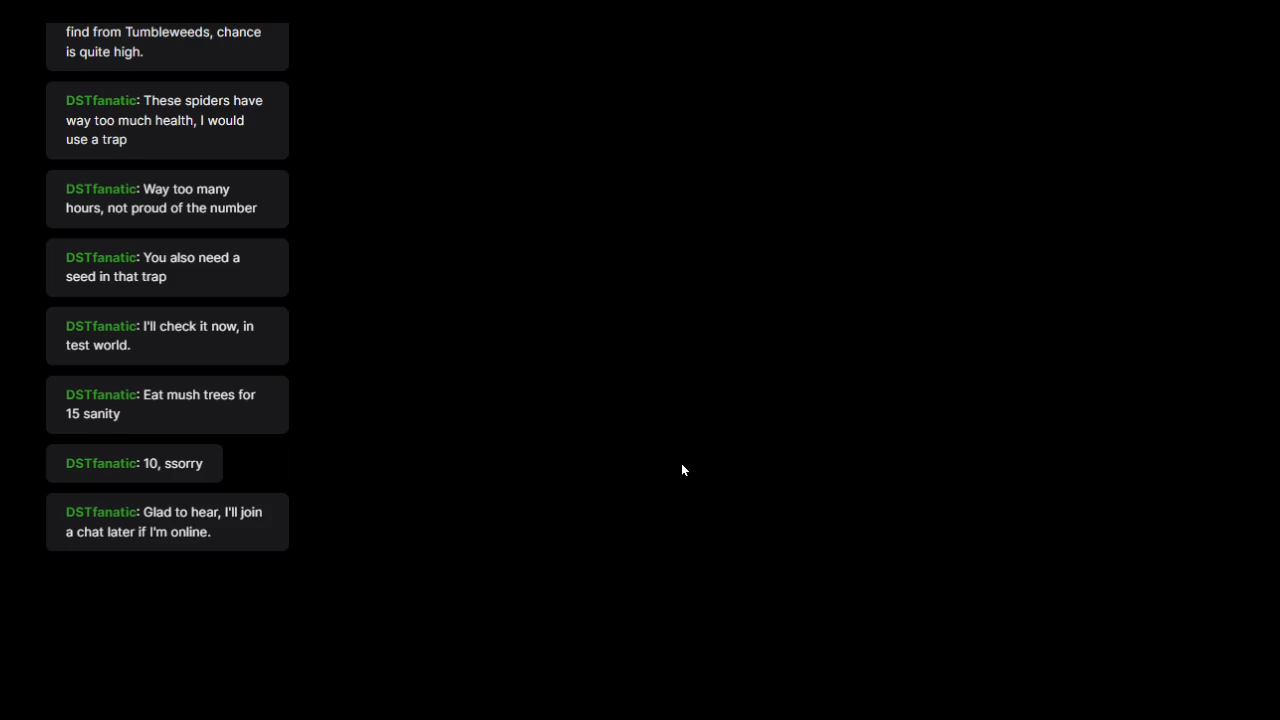 find from Tumbleweeds, chance
is quite high.
DSTfanatic: These spiders have
way too much health, I would
use a trap
DSTfanatic: Way too many
hours, not proud of the number
DSTfanatic: You also need a
seed in that trap
DSTfanatic: I'll check it now, in
test world.
DSTfanatic: Eat mush trees for
15 sanity
DSTfanatic: 10, ssorry
DSTfanatic: Glad to hear, I'll join
a chat later if I'm online.